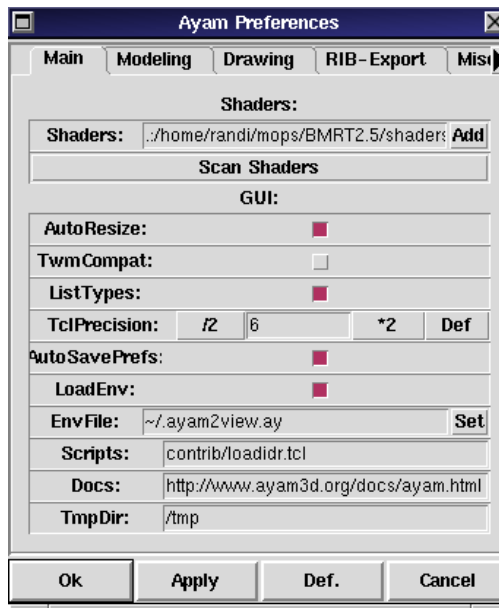 Ayam Preferences
Main Modeling Drawing RIB-Export
Shaders:
Shaders: .:/home/randi/mops/BMRT2.5/shaders Add
Scan Shaders
GUI:
AutoResize:
TwmCompat:
ListTypes:
TclPrecision: /2 6 *2 Def
AutoSavePrefs:
LoadEnv:
EnvFile: ~/.ayam2view.ay Set
Scripts: contrib/loadidr.tcl
Docs: http://www.ayam3d.org/docs/ayam.html
TmpDir: /tmp
Ok Apply Def. Cancel